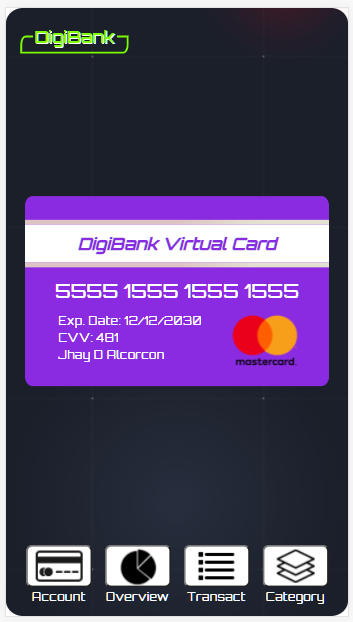 DigiBank
DigiBank Virtual Card
5555 1555 1555 1555
Exp. Date: 12/12/2030
CVV: 481
Jhay D Alcorcon
mastercard.
Account Overview Transact Category